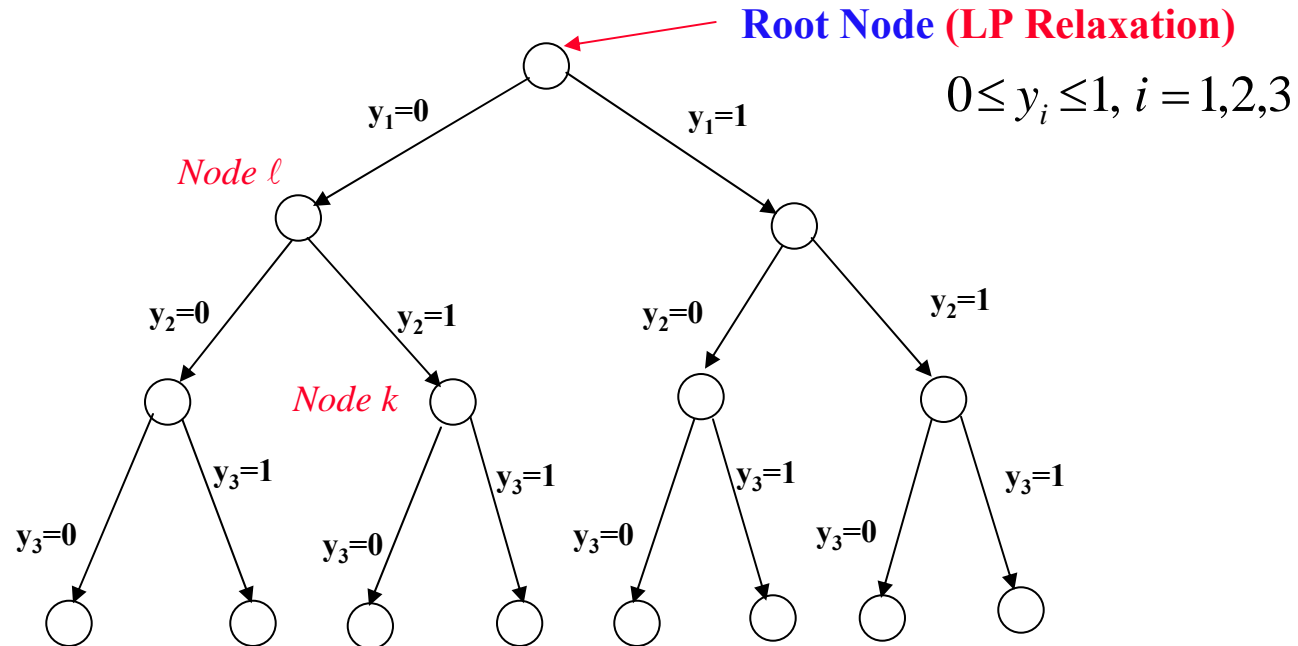 Root Node (LP Relaxation)
0≤ y_i ≤1, i =1,2,3
y₁=0
y₁=1
Node ℓ
y₂=0
y₂=1
y₂=0
y₂=1
Node k
y₃=1
y₃=1
y₃=1
y₃=1
y₃=0
y₃=0
y₃=0
y₃=0